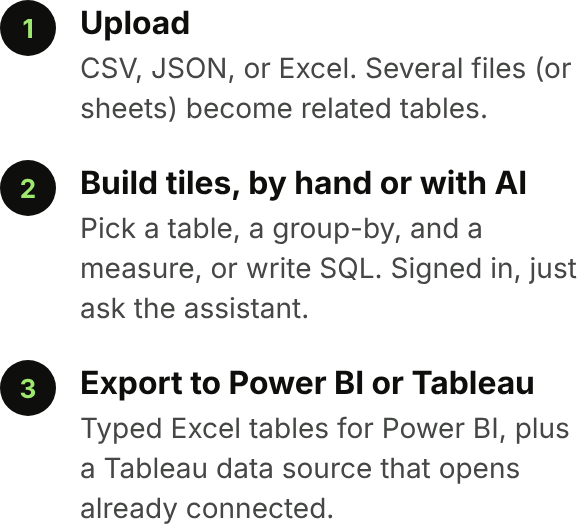 1 Upload
CSV, JSON, or Excel. Several files (or
sheets) become related tables.
2 Build tiles, by hand or with AI
Pick a table, a group-by, and a
measure, or write SQL. Signed in, just
ask the assistant.
3 Export to Power BI or Tableau
Typed Excel tables for Power BI, plus
a Tableau data source that opens
already connected.